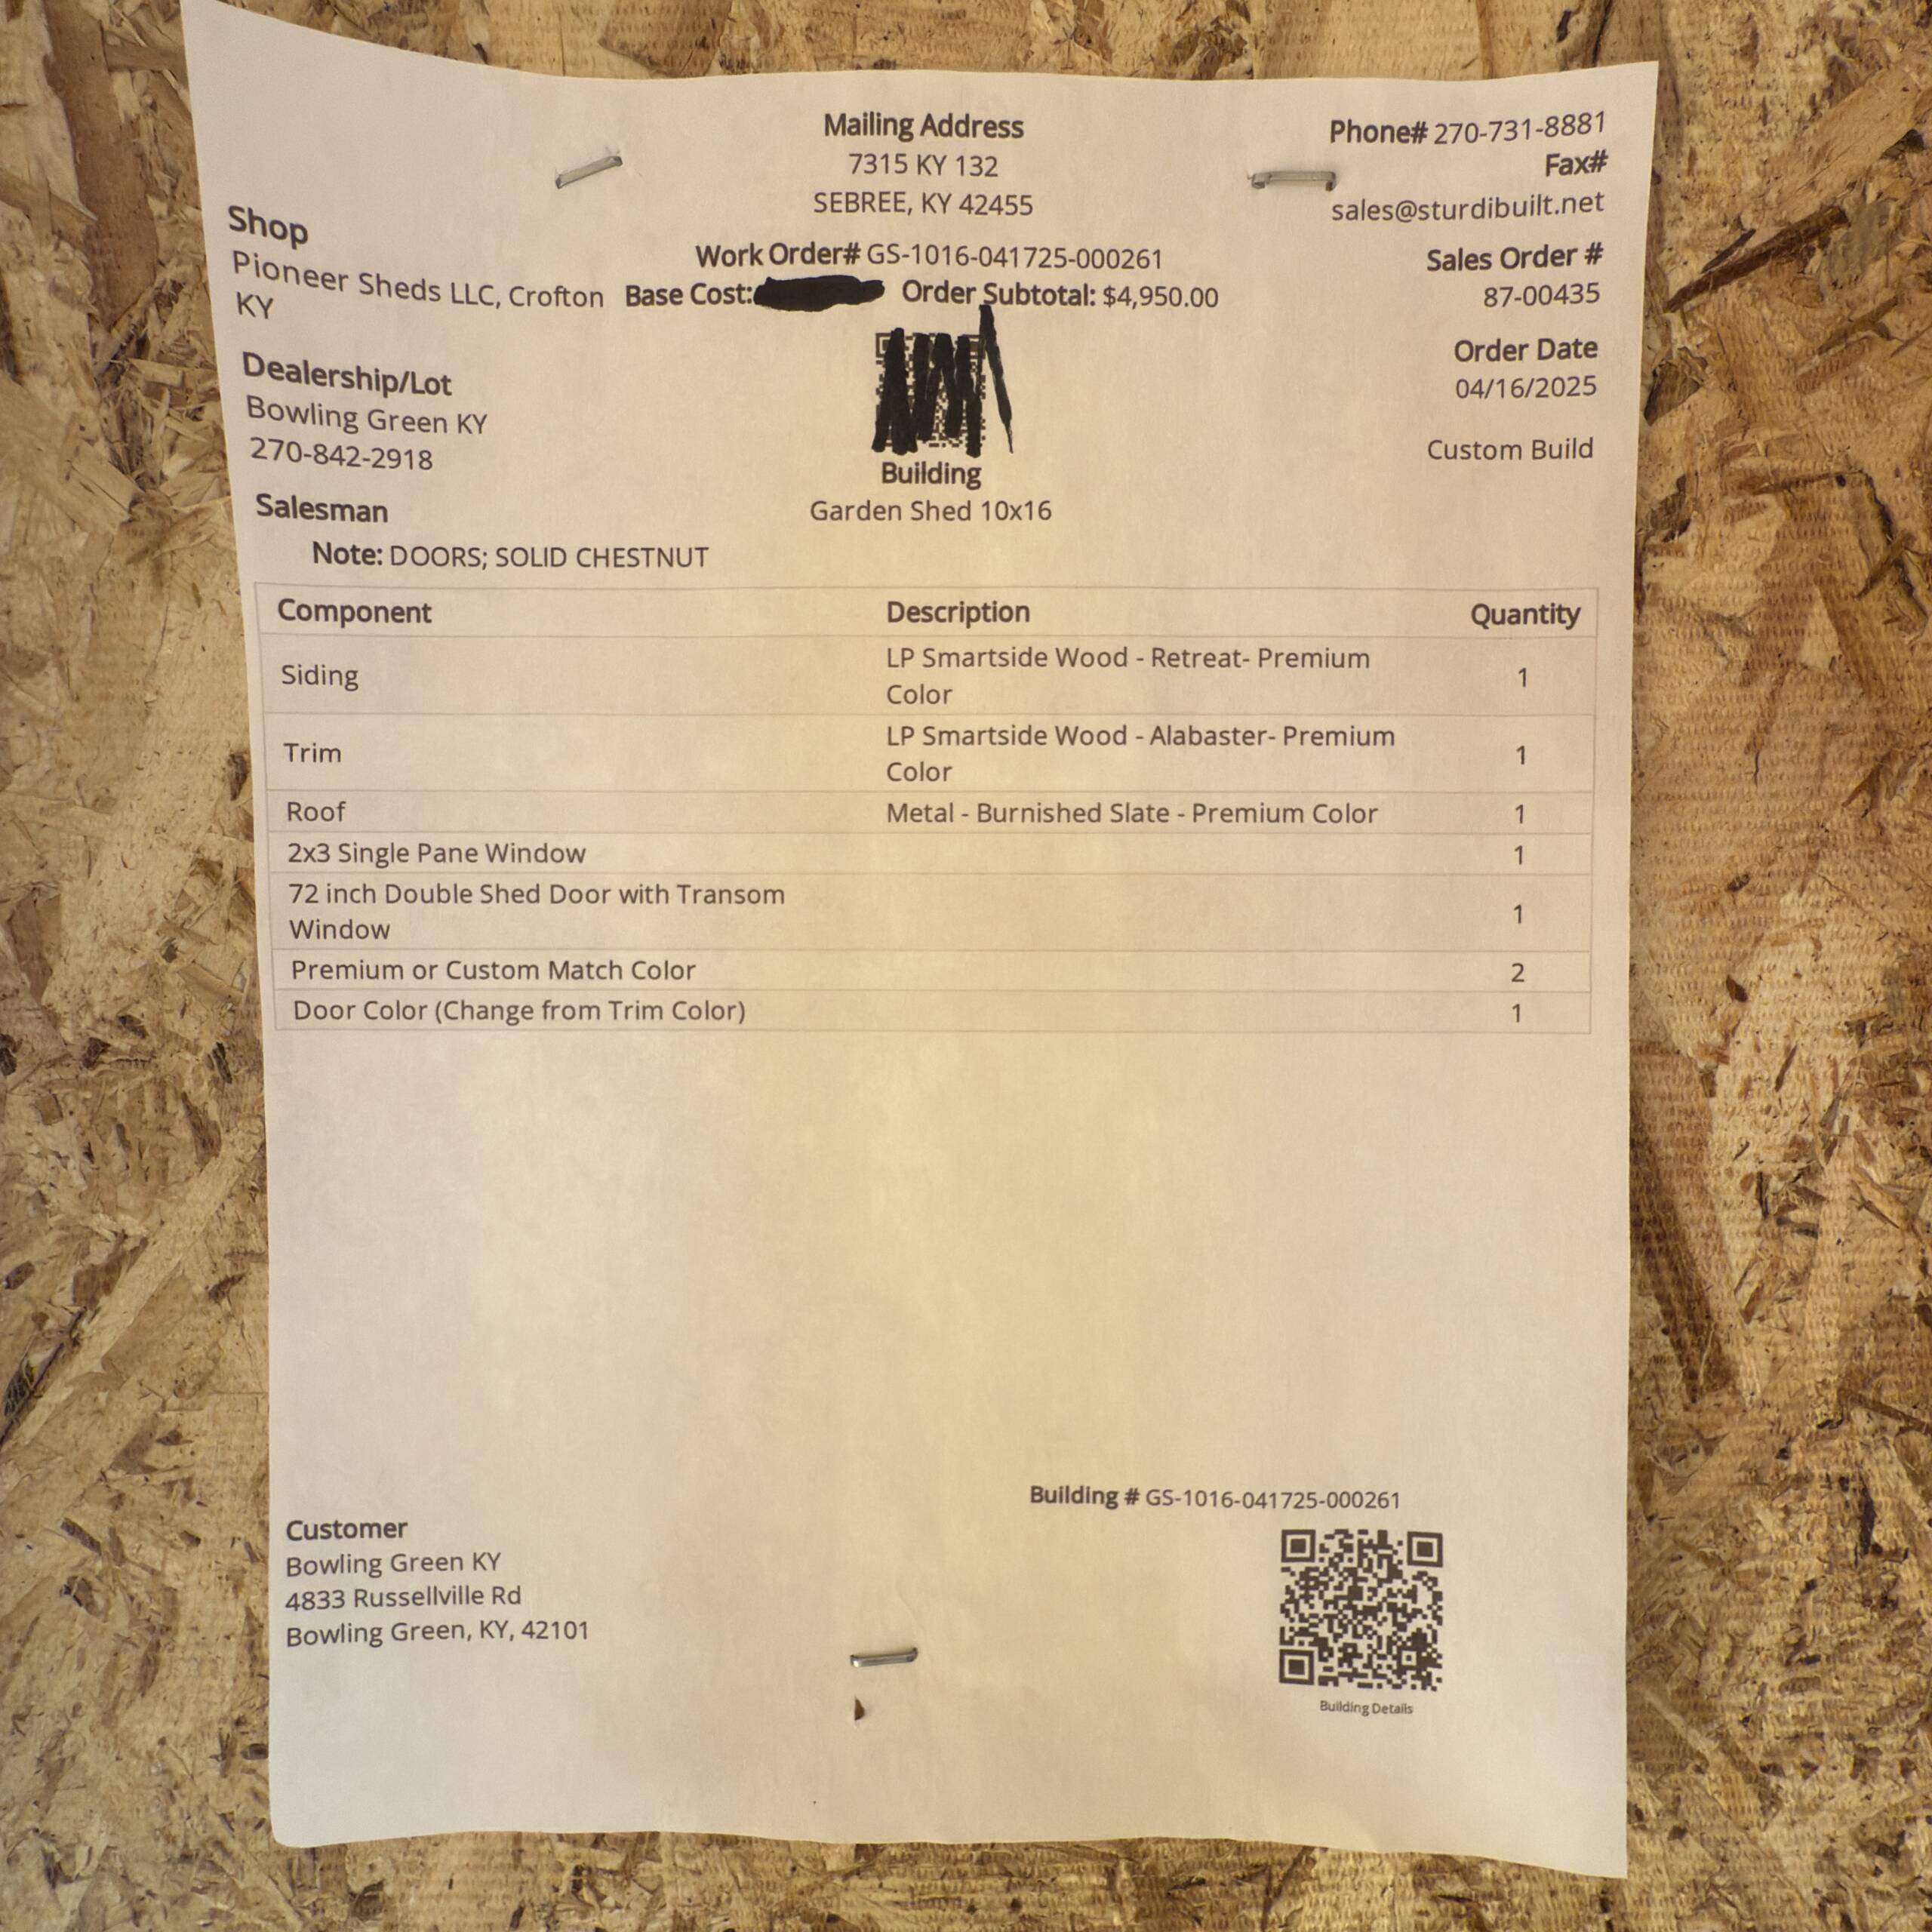 Mailing Address
7315 KY 132
SEBREE, KY 42455
Phone# 270-731-8881
Fax#
sales@sturdibuilt.net
Shop
Pioneer Sheds LLC, Crofton
KY
Work Order# GS-1016-041725-000261
Base Cost: Order Subtotal: $4,950.00
Sales Order #
87-00435
Order Date
04/16/2025
Custom Build
Dealership/Lot
Bowling Green KY
270-842-2918
Building
Garden Shed 10x16
Salesman
Note: DOORS; SOLID CHESTNUT
Component Description Quantity
Siding LP Smartside Wood - Retreat- Premium
Color 1
Trim LP Smartside Wood - Alabaster- Premium
Color 1
Roof Metal - Burnished Slate - Premium Color 1
2x3 Single Pane Window 1
72 inch Double Shed Door with Transom
Window 1
Premium or Custom Match Color 2
Door Color (Change from Trim Color) 1
Building # GS-1016-041725-000261
Customer
Bowling Green KY
4833 Russellville Rd
Bowling Green, KY, 42101
Building Details